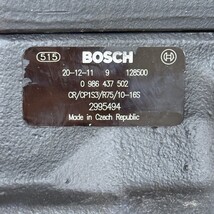 515 BOSCH
20-12-11 9 128500
0 986 437 502
CR/CP1S3/R75/10-16S
2995494
Made in Czech Republic